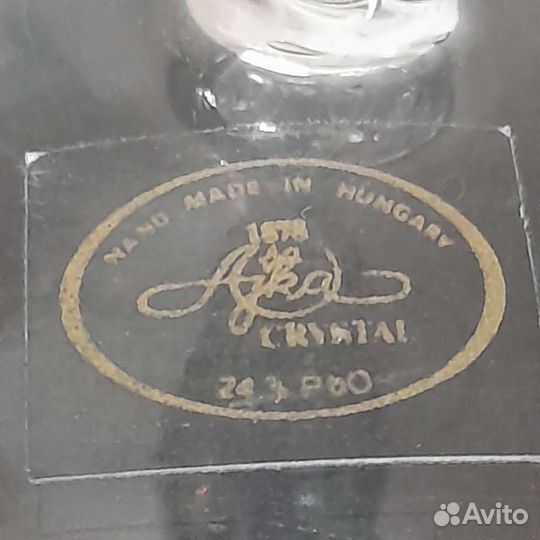 HAND MADE IN HUNGARY
1878
Ajka
CRYSTAL
24 % PbO
Avito